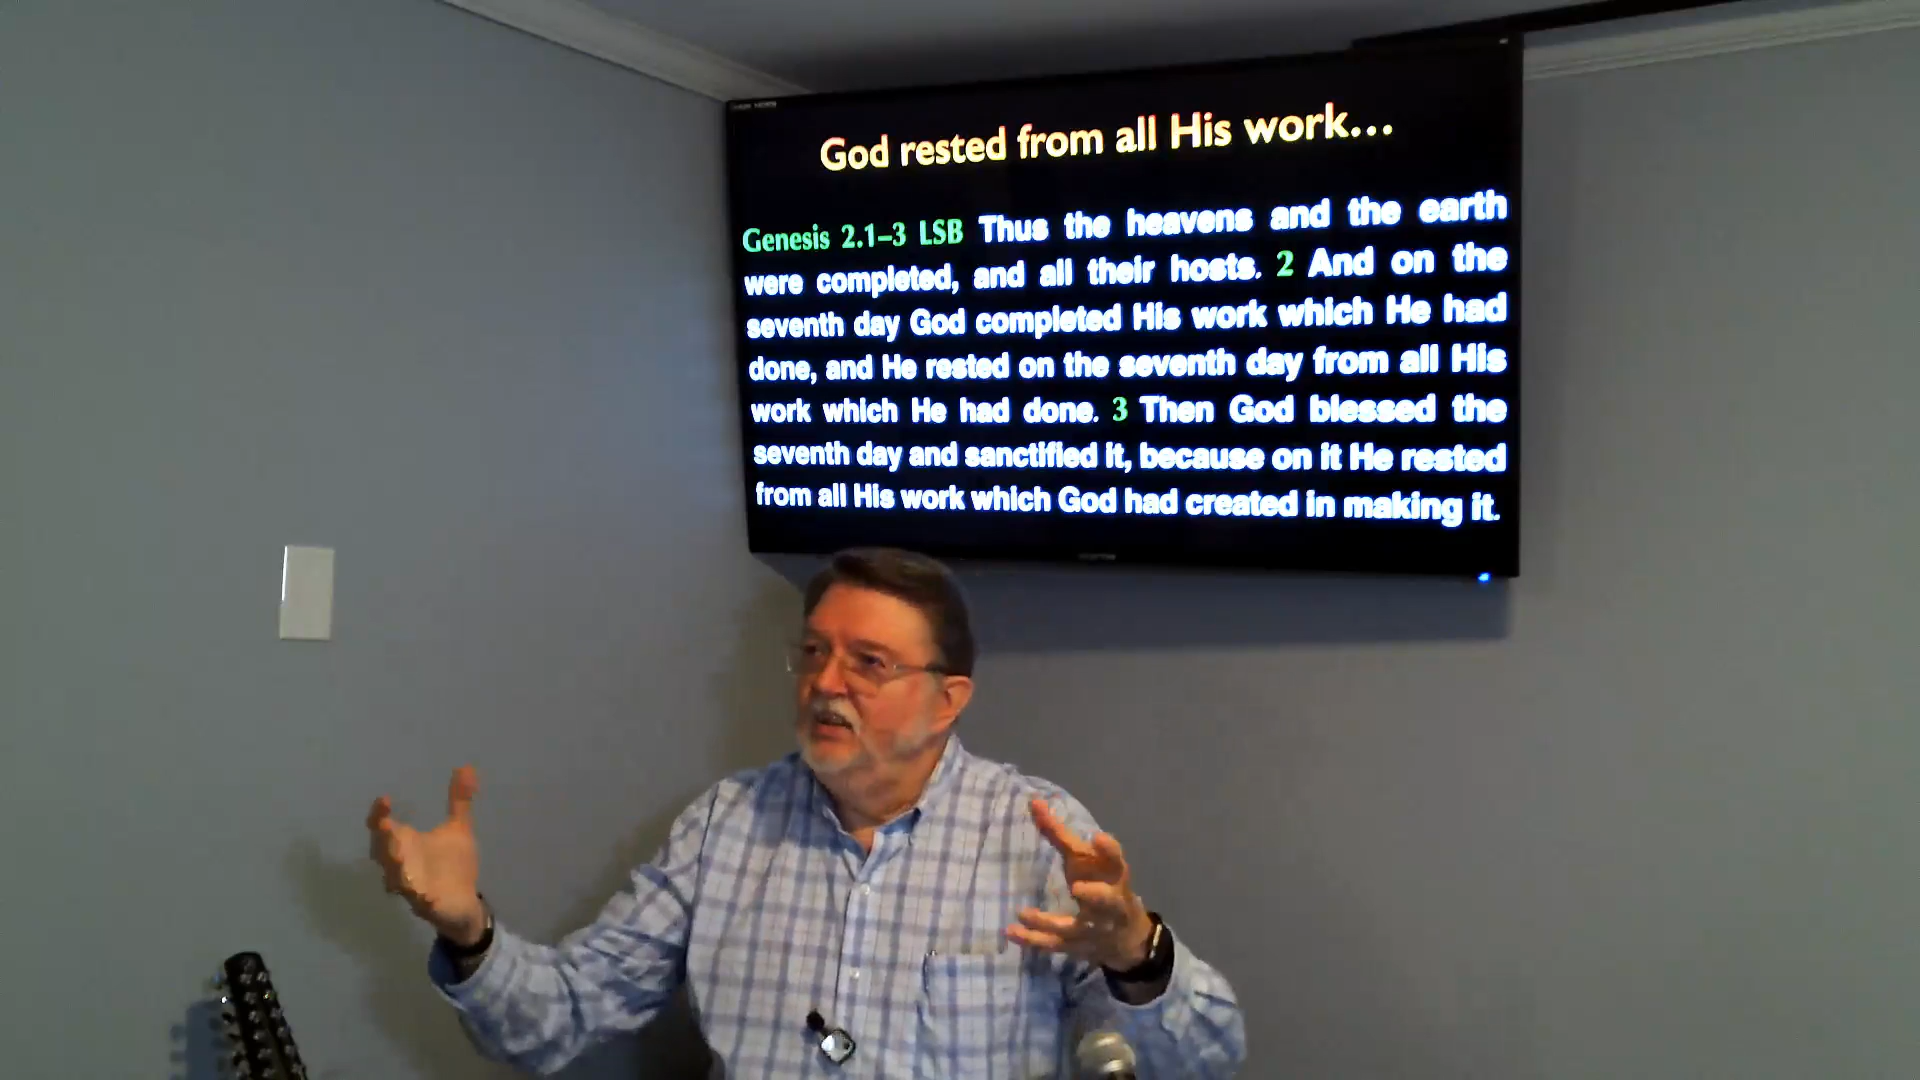 God rested from all His work...
Genesis 2.1–3 LSB Thus the heavens and the earth
were completed, and all their hosts. 2 And on the
seventh day God completed His work which He had
done, and He rested on the seventh day from all His
work which He had done. 3 Then God blessed the
seventh day and sanctified it, because on it He rested
from all His work which God had created in making it.